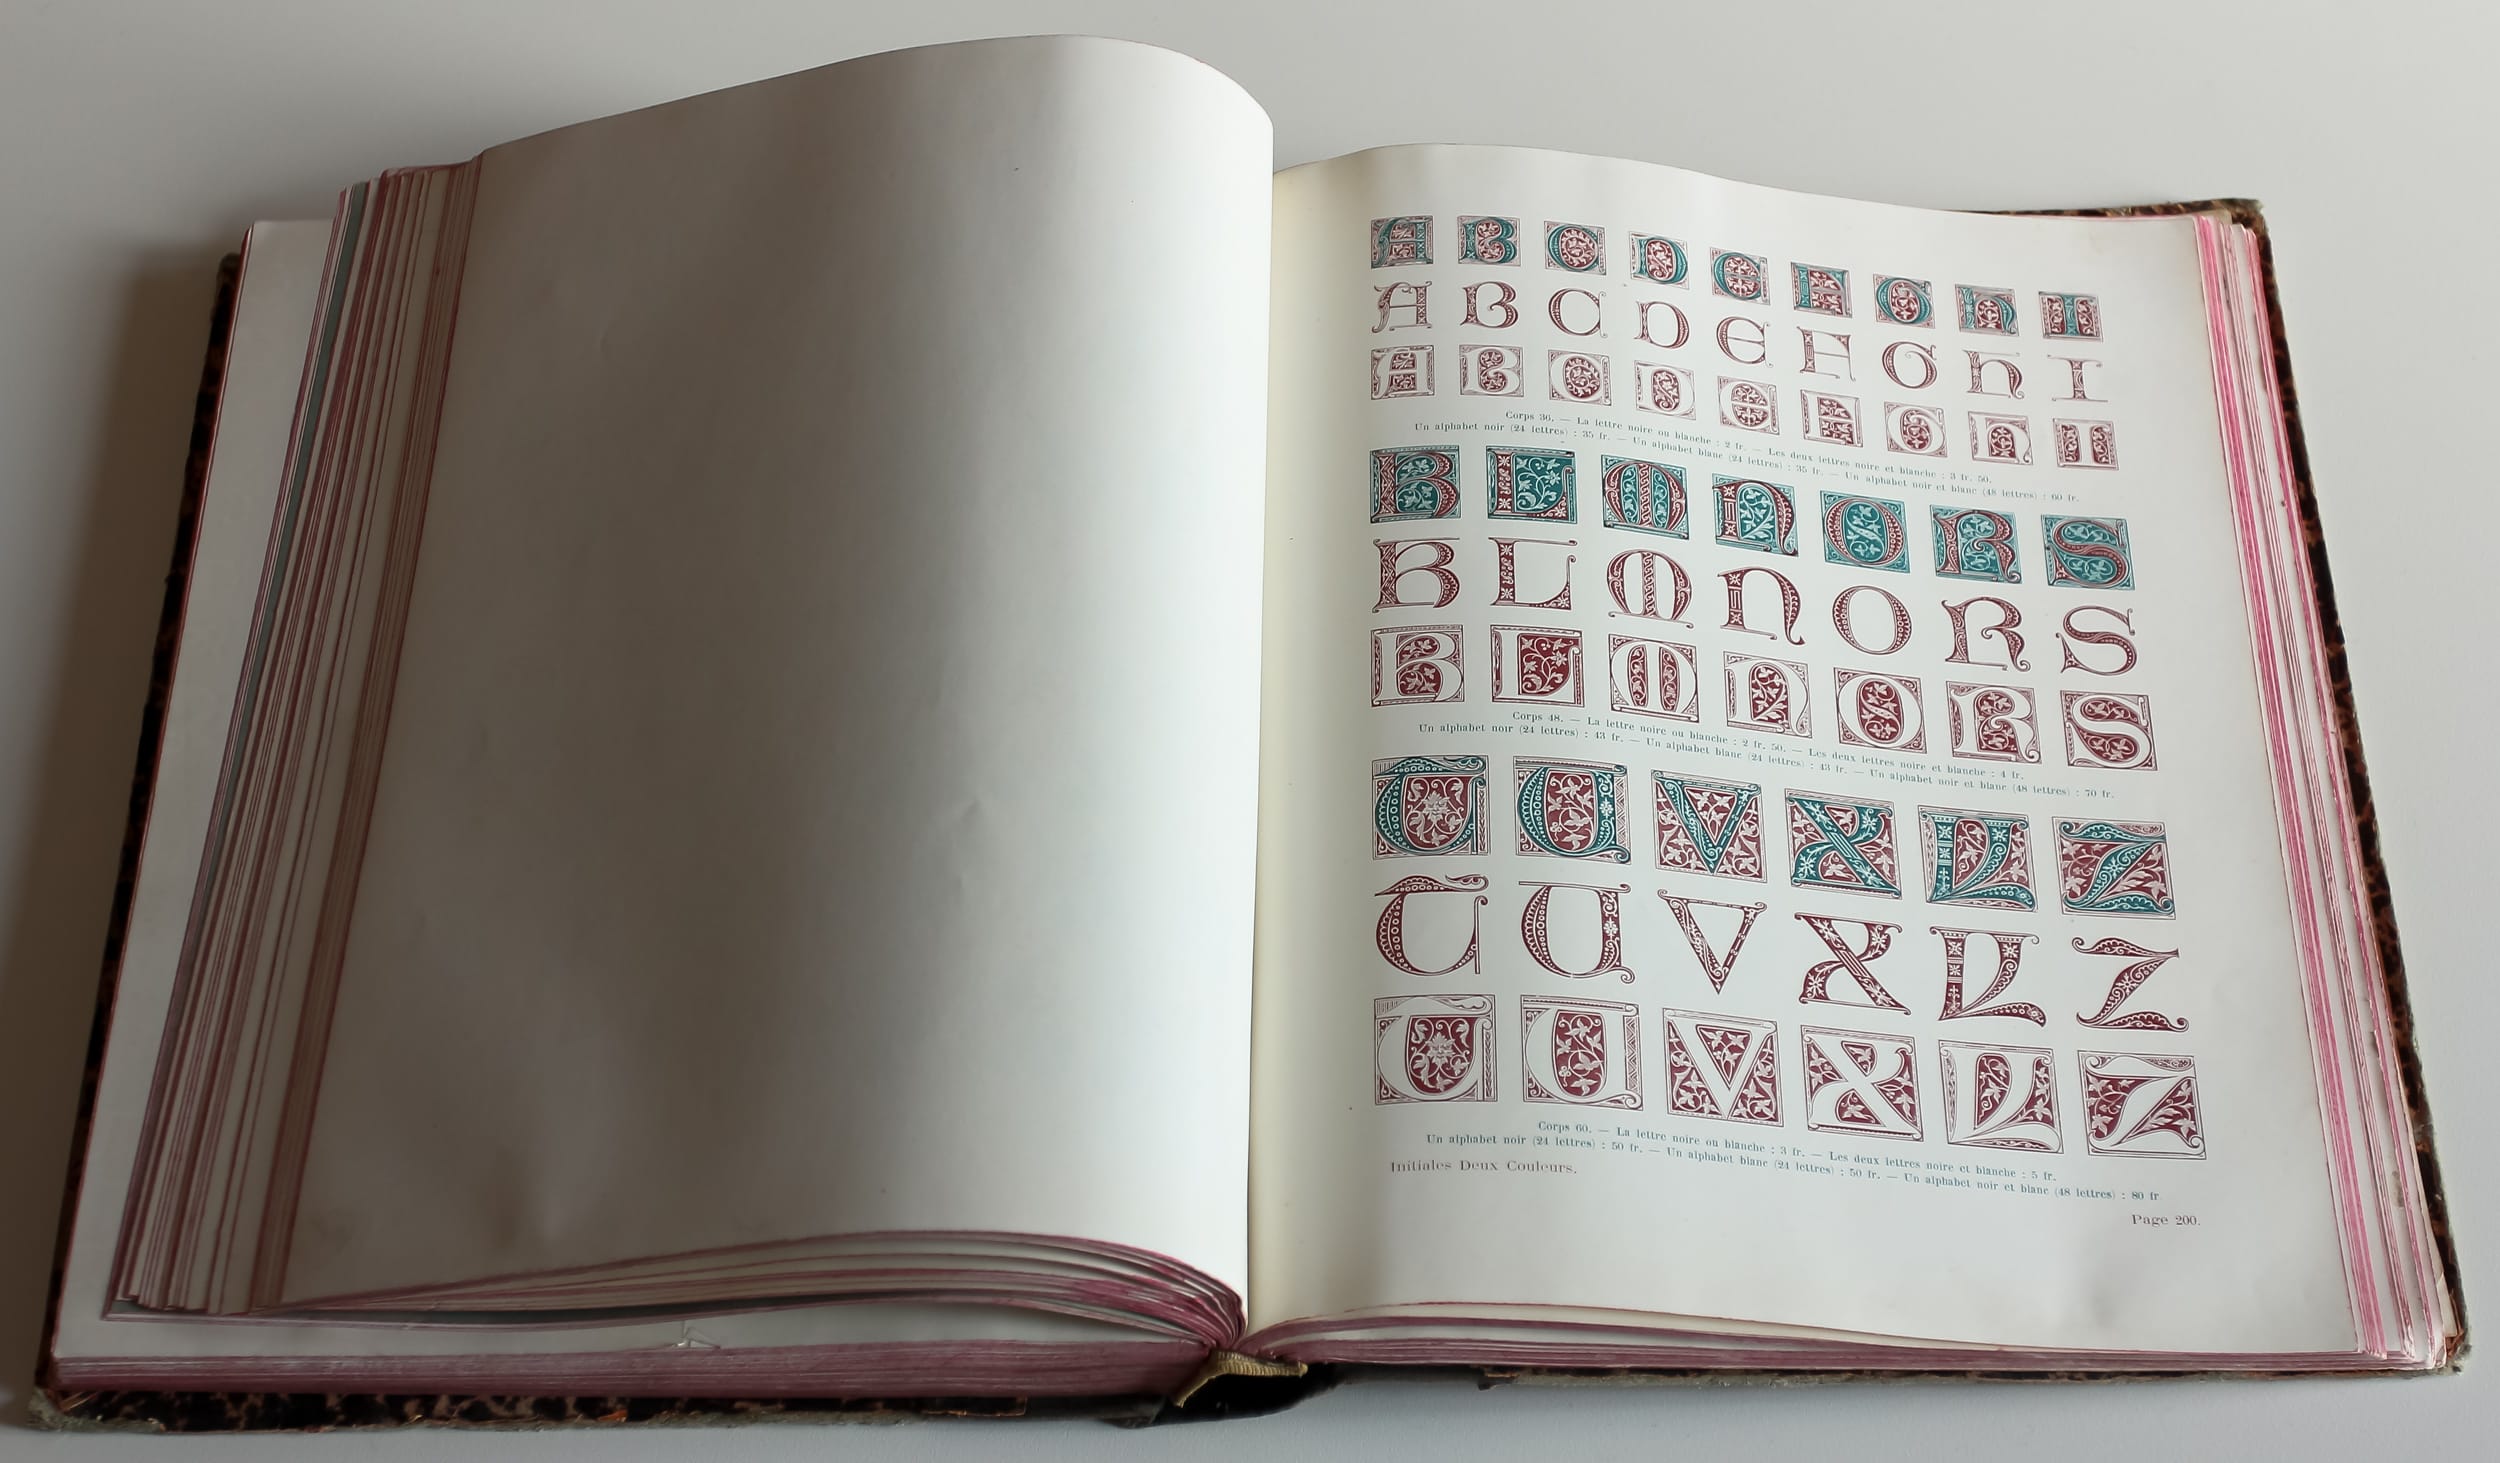 A B C D E F G H I
A B C D E F G H I
A B C D E F G H I
Corps 36. — La lettre noire ou blanche : 2 fr. — Les deux lettres noire et blanche : 3 fr. 50.
Un alphabet noir (24 lettres) : 35 fr. — Un alphabet blanc (24 lettres) : 35 fr. — Un alphabet noir et blanc (48 lettres) : 60 fr.
B L M N O R S
B L M N O R S
B L M N O R S
Corps 48. — La lettre noire ou blanche : 2 fr. 50. — Les deux lettres noire et blanche : 4 fr.
Un alphabet noir (24 lettres) : 43 fr. — Un alphabet blanc (24 lettres) : 43 fr. — Un alphabet noir et blanc (48 lettres) : 70 fr.
T U V X Y Z
T U V X Y Z
T U V X Y Z
Corps 60. — La lettre noire ou blanche : 3 fr. — Les deux lettres noire et blanche : 5 fr.
Un alphabet noir (24 lettres) : 50 fr. — Un alphabet blanc (24 lettres) : 50 fr. — Un alphabet noir et blanc (48 lettres) : 80 fr
Initiales Deux Couleurs.
Page 200.